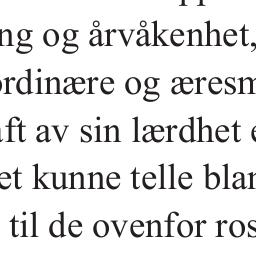 ng og årvåkenhet,
ordinære og æresm
aft av sin lærdhet e
et kunne telle blan
til de ovenfor ros